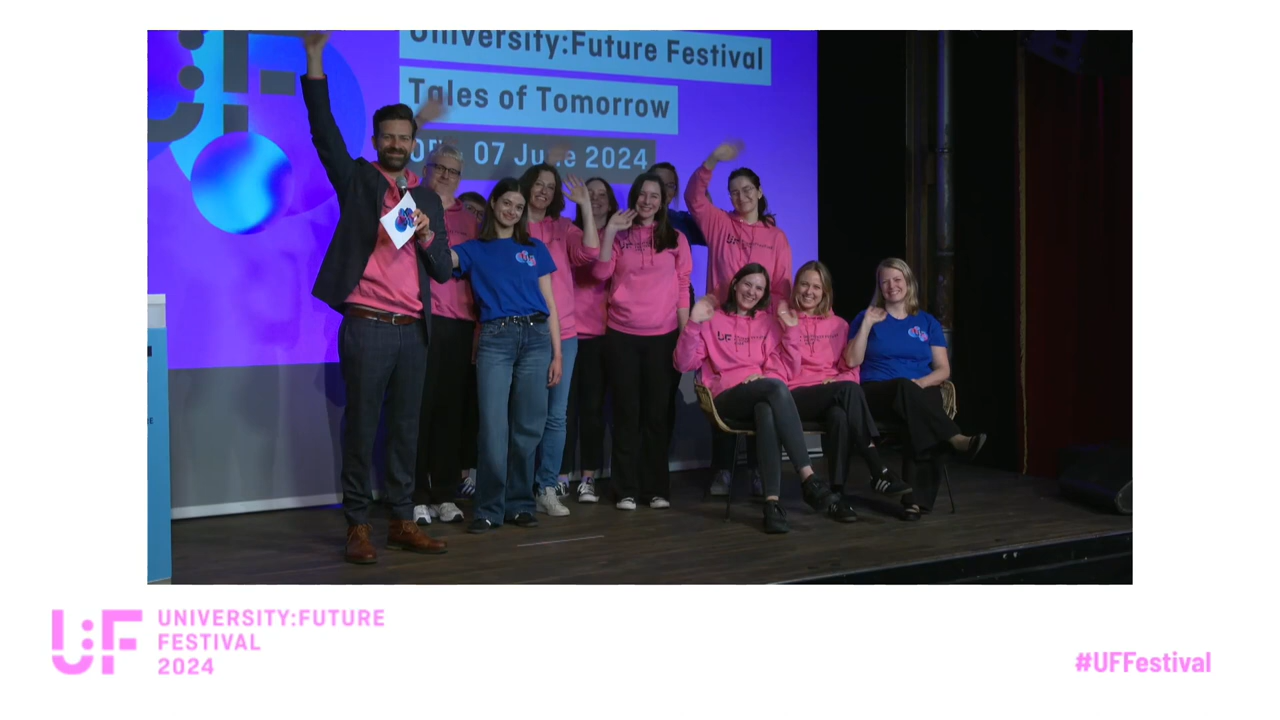 University:Future Festival
Tales of Tomorrow
07 June 2024
U:F
UNIVERSITY:FUTURE
FESTIVAL
2024
#UFFestival